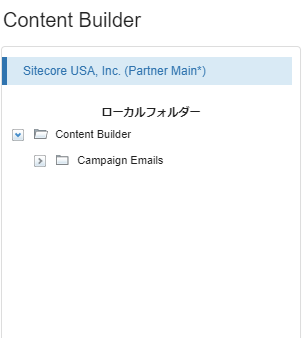 Content Builder
Sitecore USA, Inc. (Partner Main*)
ローカルフォルダー
Content Builder
Campaign Emails